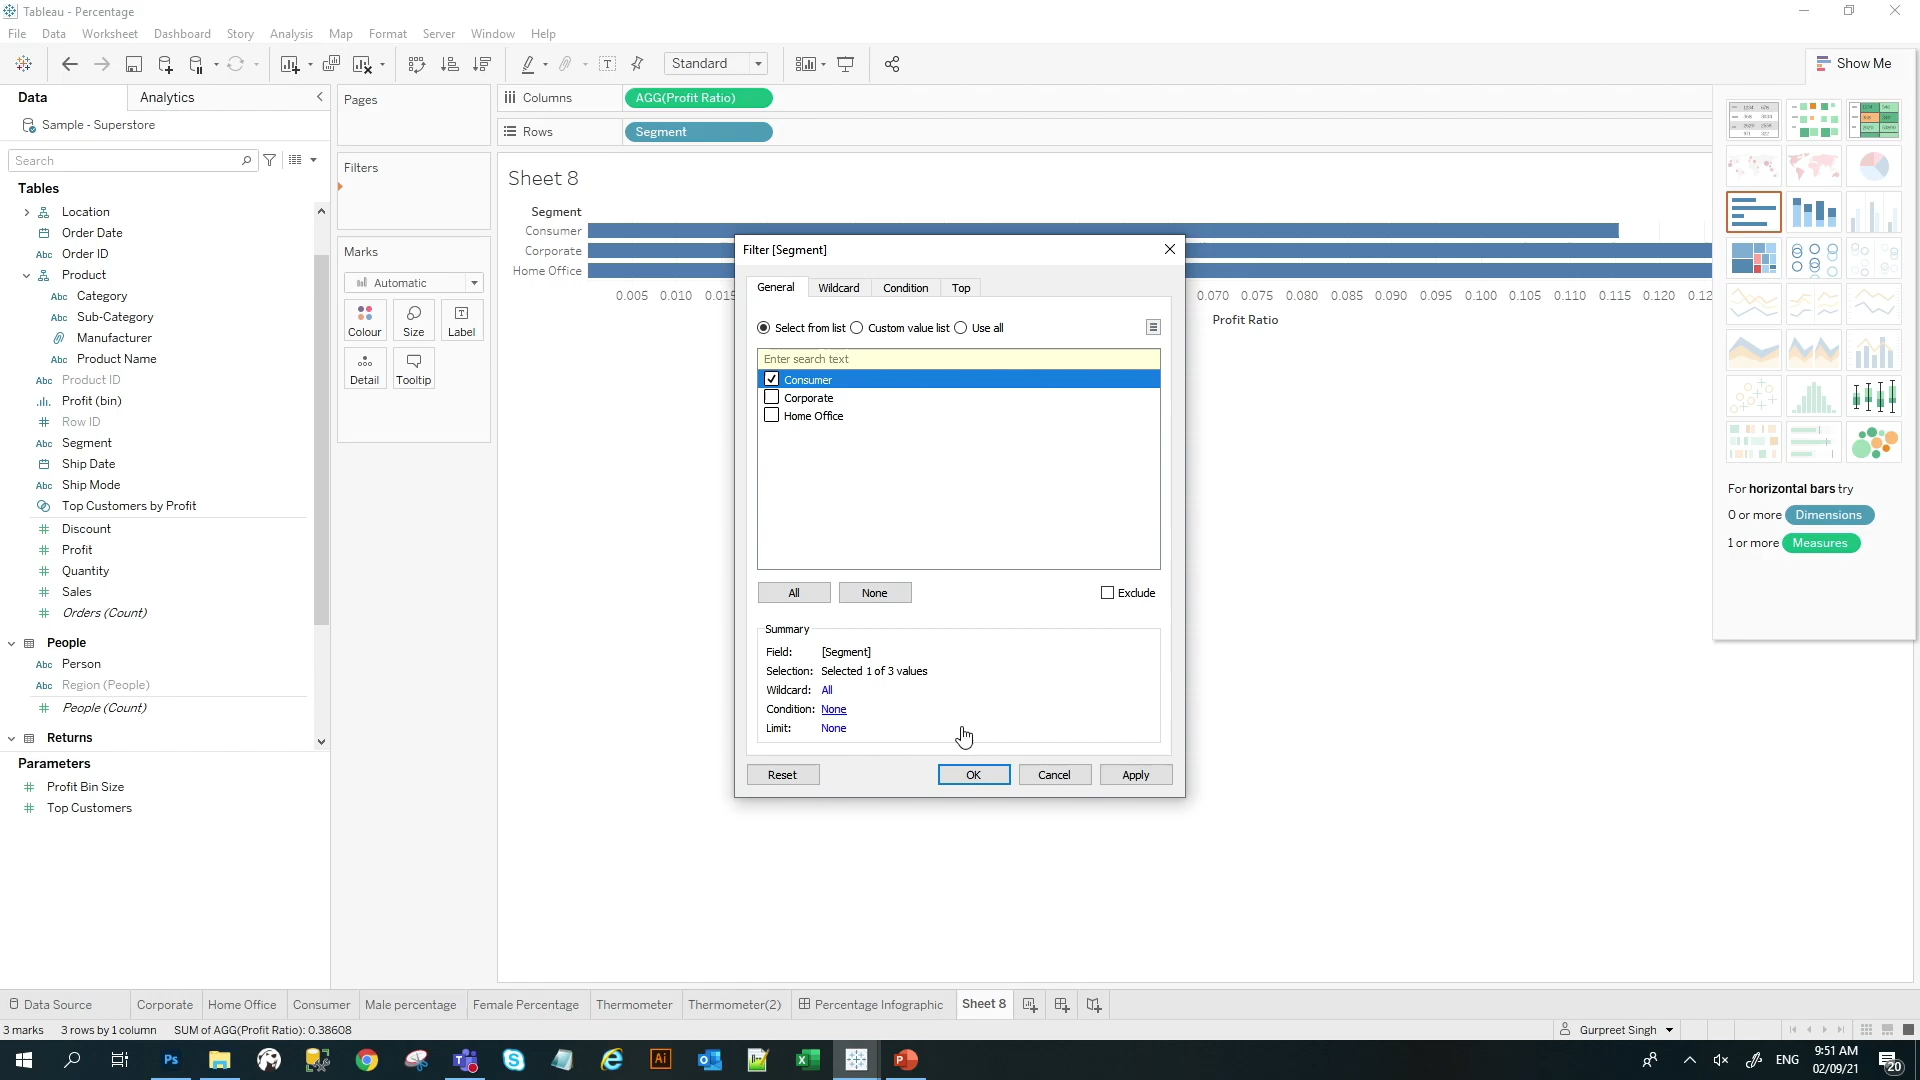 Tableau - Percentage
File Data Worksheet Dashboard Story Analysis Map Format Server Window Help
Standard
Show Me
Data Analytics
Sample - Superstore
Search
Tables
Location
Order Date
Order ID
Product
Abc Category
Abc Sub-Category
Manufacturer
Abc Product Name
Abc Product ID
Profit (bin)
# Row ID
Abc Segment
Ship Date
Abc Ship Mode
Top Customers by Profit
# Discount
# Profit
# Quantity
# Sales
# Orders (Count)
People
Abc Person
Abc Region (People)
# People (Count)
Returns
Parameters
# Profit Bin Size
# Top Customers
Pages
Filters
Marks
Automatic
Colour Size Label
Detail Tooltip
Columns AGG(Profit Ratio)
Rows Segment
Sheet 8
Segment
Consumer
Corporate
Home Office
0.005 0.010 0.015 0.070 0.075 0.080 0.085 0.090 0.095 0.100 0.105 0.110 0.115 0.120 0.12
Profit Ratio
Filter [Segment]
General Wildcard Condition Top
Select from list Custom value list Use all
Enter search text
Consumer
Corporate
Home Office
All None Exclude
Summary
Field: [Segment]
Selection: Selected 1 of 3 values
Wildcard: All
Condition: None
Limit: None
Reset OK Cancel Apply
For horizontal bars try
0 or more Dimensions
1 or more Measures
Data Source Corporate Home Office Consumer Male percentage Female Percentage Thermometer Thermometer(2) Percentage Infographic Sheet 8
3 marks 3 rows by 1 column SUM of AGG(Profit Ratio): 0.38608 Gurpreet Singh
Ps Ai ENG 9:51 AM
02/09/21 20